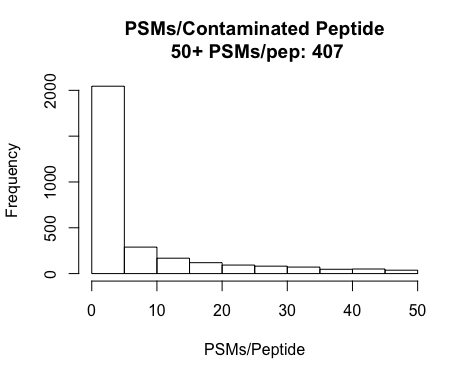 PSMs/Contaminated Peptide
50+ PSMs/pep: 407
Frequency
2000
1000
500
0
0 10 20 30 40 50
PSMs/Peptide